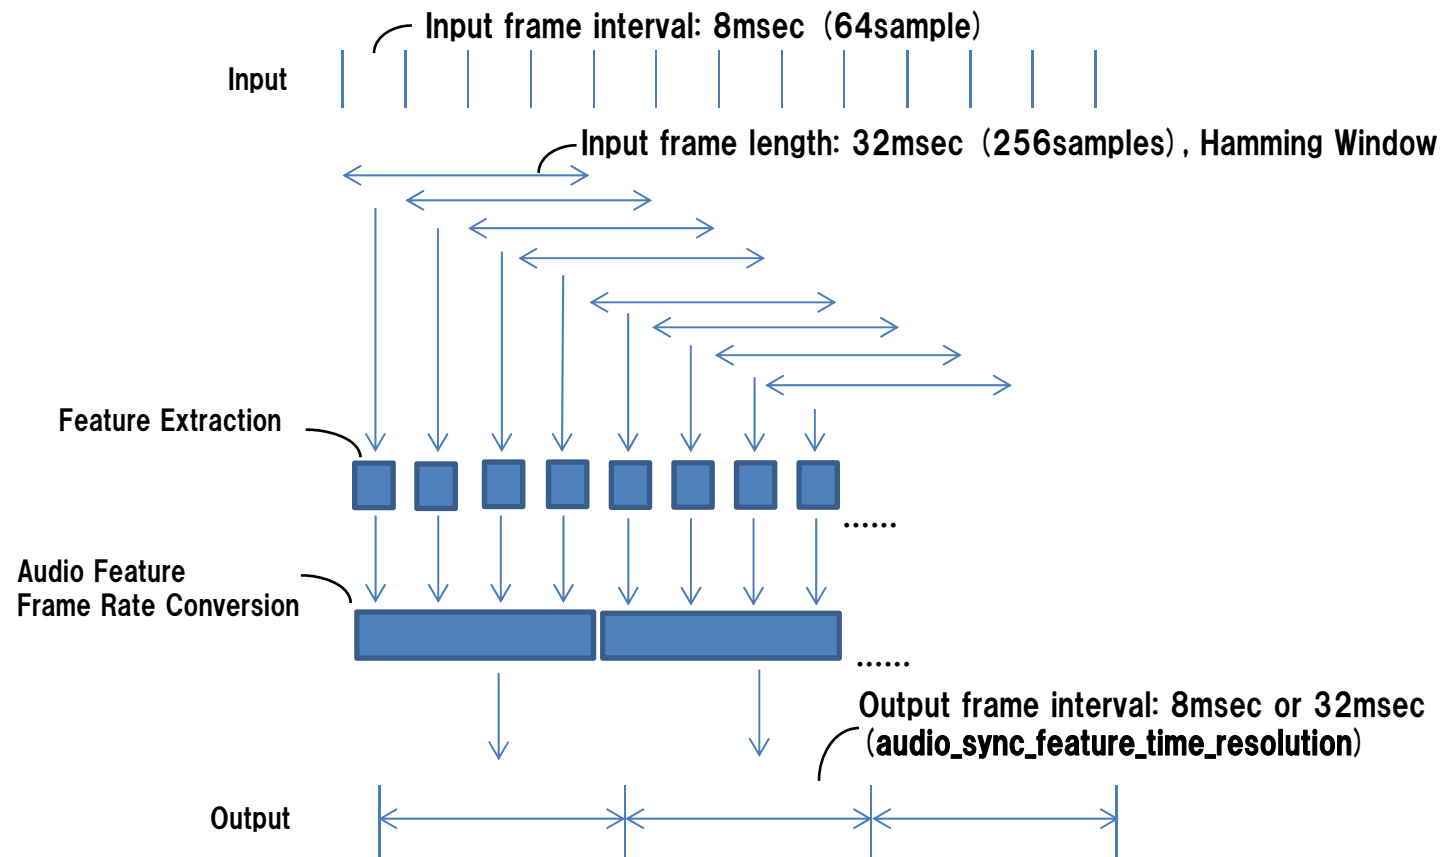 Input frame interval: 8msec (64sample)
Input
Input frame length: 32msec (256samples), Hamming Window
Feature Extraction
......
Audio Feature
Frame Rate Conversion
......
Output frame interval: 8msec or 32msec
(audio_sync_feature_time_resolution)
Output